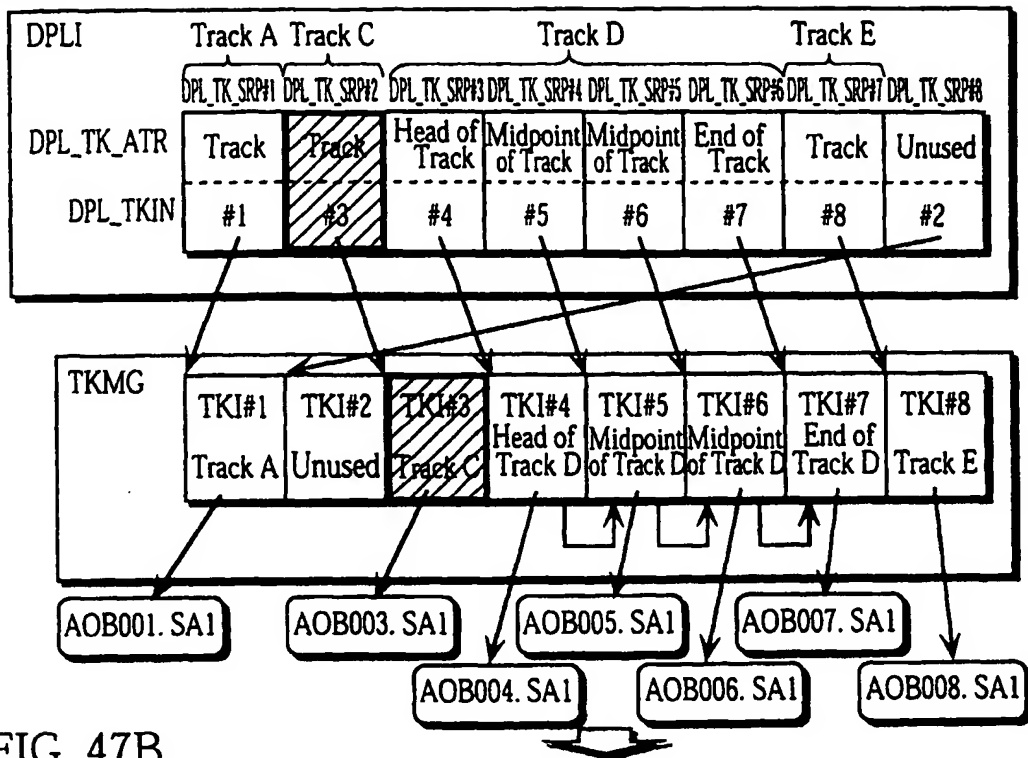 DPLI Track A Track C Track D Track E
DPL_TK_SRP#1 DPL_TK_SRP#2 DPL_TK_SRP#3 DPL_TK_SRP#4 DPL_TK_SRP#5 DPL_TK_SRP#6 DPL_TK_SRP#7 DPL_TK_SRP#8
DPL_TK_ATR Track Track Head of Track Midpoint of Track Midpoint of Track End of Track Track Unused
DPL_TKIN #1 #3 #4 #5 #6 #7 #8 #2
TKMG
TKI#1 TKI#2 TKI#3 TKI#4 TKI#5 TKI#6 TKI#7 TKI#8
Track A Unused Track C Head of Track D Midpoint of Track D Midpoint of Track D End of Track D Track E
AOB001. SA1 AOB003. SA1 AOB005. SA1 AOB007. SA1
AOB004. SA1 AOB006. SA1 AOB008. SA1
FIG. 47B